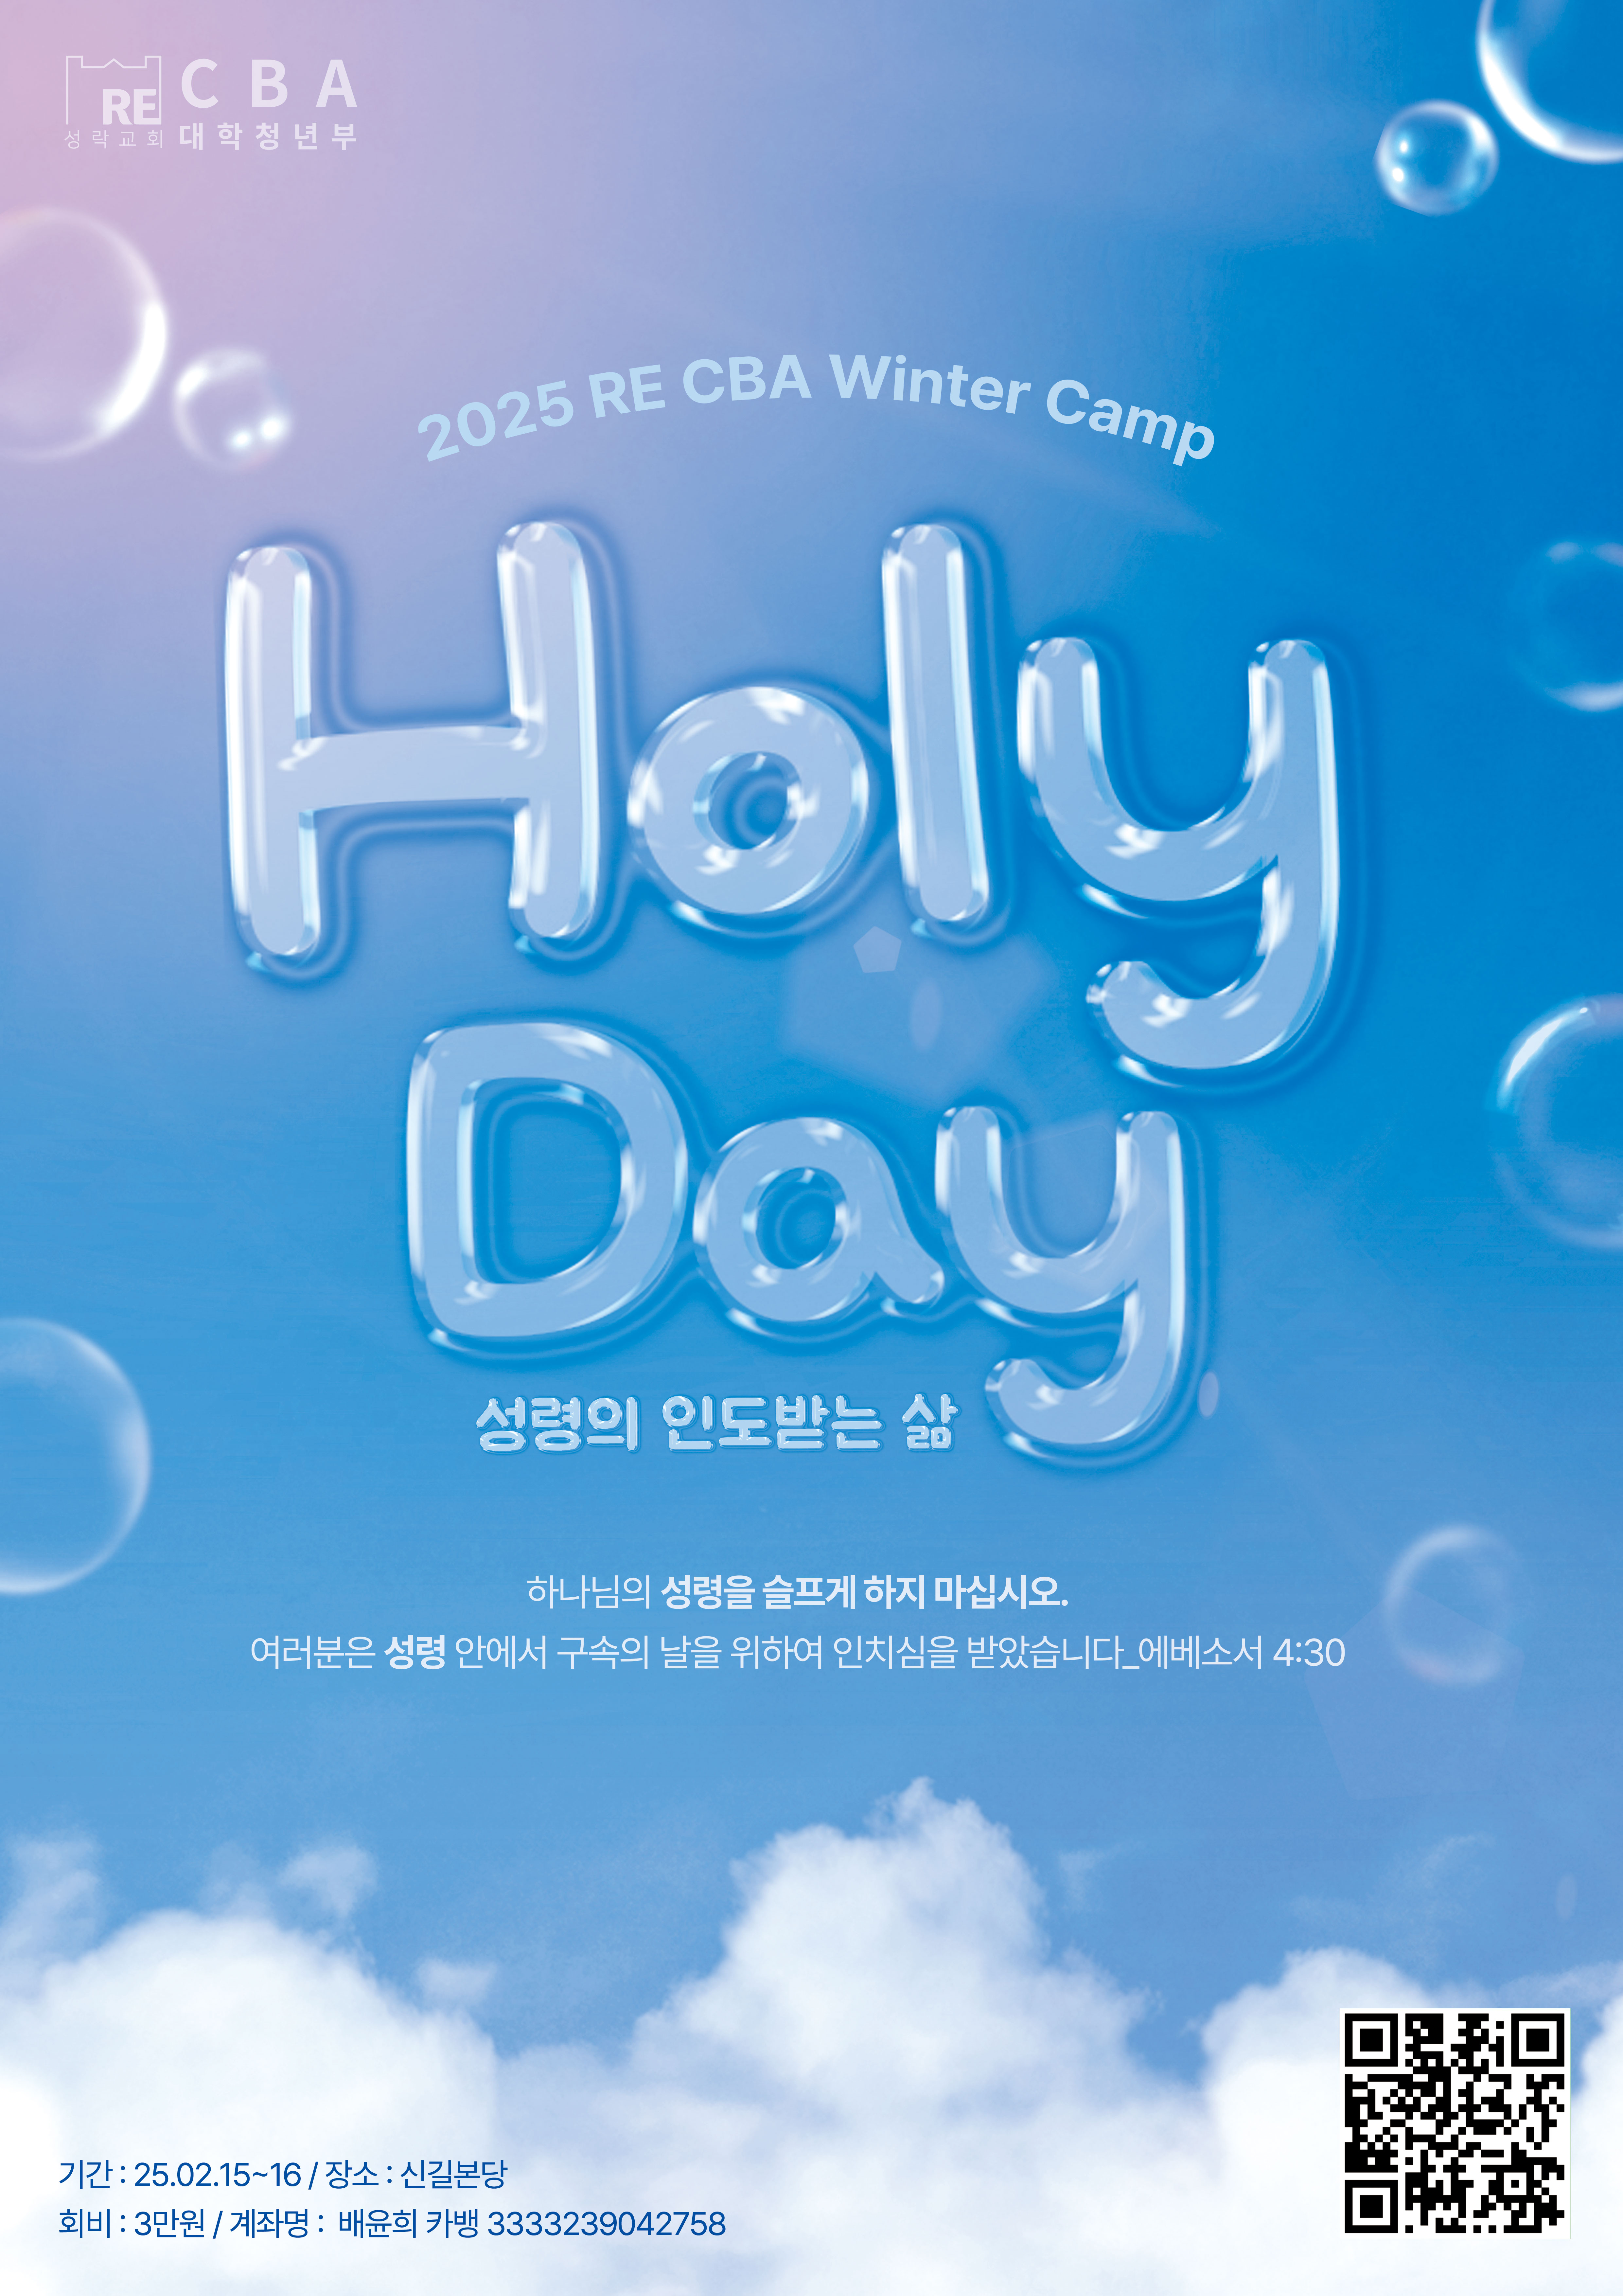 RE
성락교회
CBA
대학청년부
2025 RE CBA Winter Camp
Holy
Day
성령의 인도받는 삶
하나님의 성령을 슬프게 하지 마십시오.
여러분은 성령 안에서 구속의 날을 위하여 인치심을 받았습니다_에베소서 4:30
기간 : 25.02.15~16 / 장소 : 신길본당
회비 : 3만원 / 계좌명 : 배윤희 카뱅 3333239042758